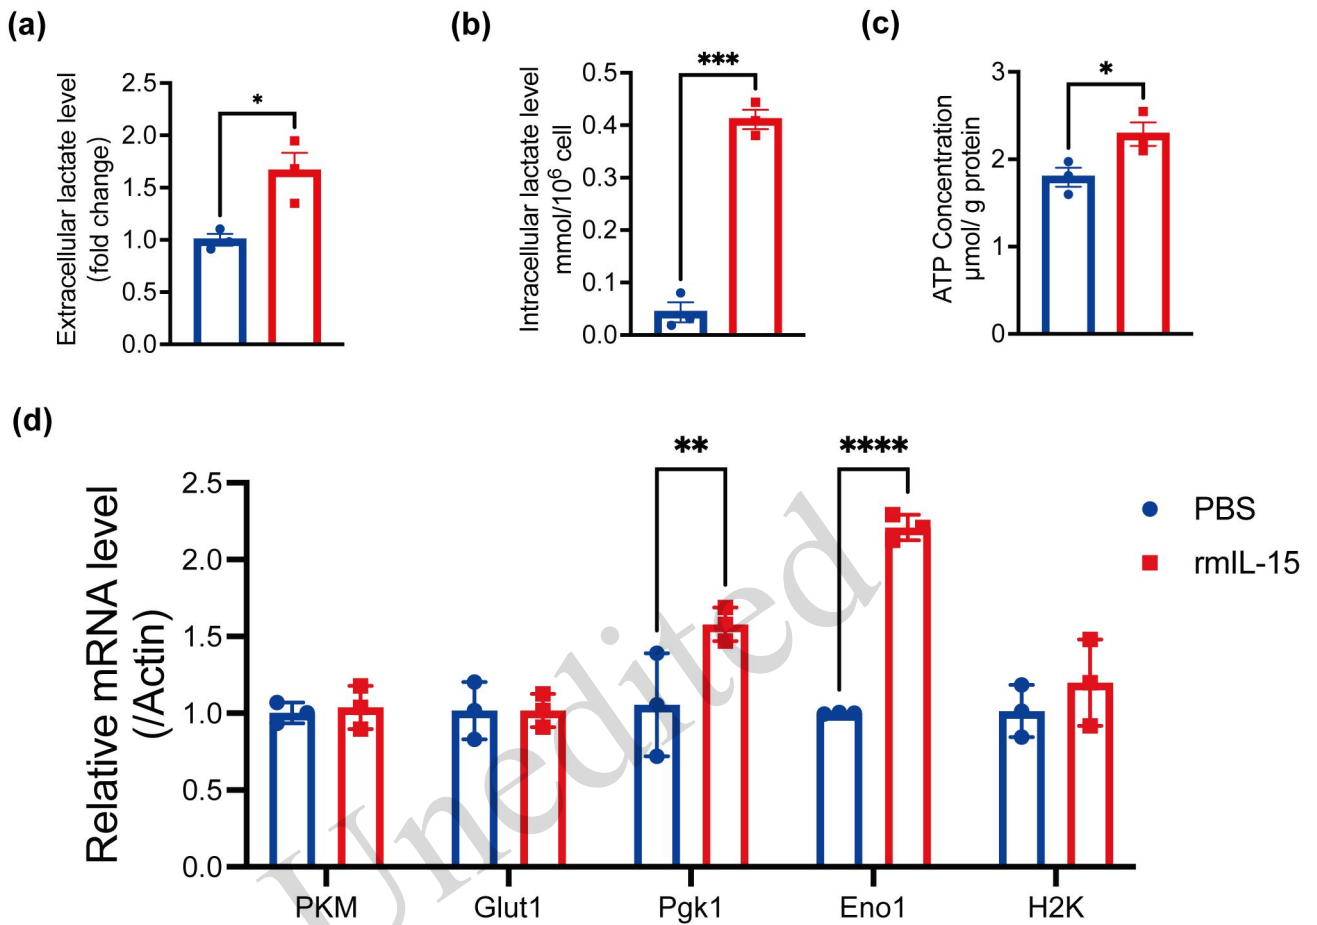 (a)
Extracellular lactate level
(fold change)
2.5
2.0
1.5
1.0
0.5
0.0
*
(b)
Intracellular lactate level
mmol/10⁶ cell
0.5
0.4
0.3
0.2
0.1
0.0
***
(c)
ATP Concentration
μmol/ g protein
3
2
1
0
*
(d)
Relative mRNA level
(/Actin)
2.5
2.0
1.5
1.0
0.5
0.0
**
****
PKM
Glut1
Pgk1
Eno1
H2K
PBS
rmIL-15
Unedited